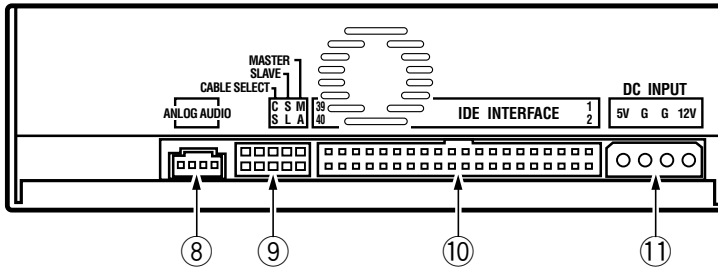 MASTER
SLAVE
CABLE SELECT
ANALOG AUDIO
C S M
S L A
39
40
IDE INTERFACE
1
2
DC INPUT
5V G G 12V
⑧ ⑨ ⑩ ⑪